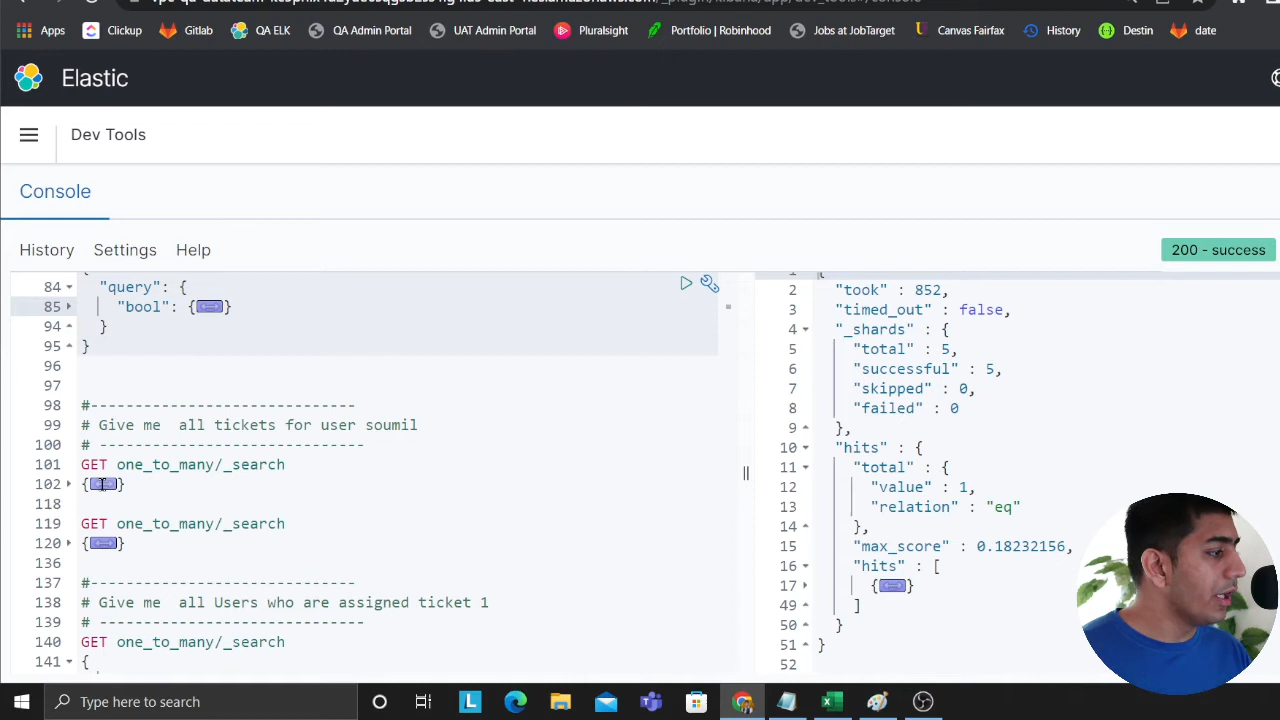 Apps Clickup Gitlab QA ELK QA Admin Portal UAT Admin Portal Pluralsight Portfolio | Robinhood Jobs at JobTarget Canvas Fairfax History Destin date
Elastic
Dev Tools
Console
History Settings Help
200 - success
84 "query": {
85 "bool": {
}
94 }
95 }
96
97
98 #------------------------------
99 # Give me  all tickets for user soumil
100 # ------------------------------
101 GET one_to_many/_search
102 {
}
118
119 GET one_to_many/_search
120 {
}
136
137 #------------------------------
138 # Give me  all Users who are assigned ticket 1
139 # ------------------------------
140 GET one_to_many/_search
141 {
1 {
2 "took" : 852,
3 "timed_out" : false,
4 "_shards" : {
5 "total" : 5,
6 "successful" : 5,
7 "skipped" : 0,
8 "failed" : 0
9 },
10 "hits" : {
11 "total" : {
12 "value" : 1,
13 "relation" : "eq"
14 },
15 "max_score" : 0.18232156,
16 "hits" : [
17 {
}
49 ]
50 }
51 }
52
Type here to search